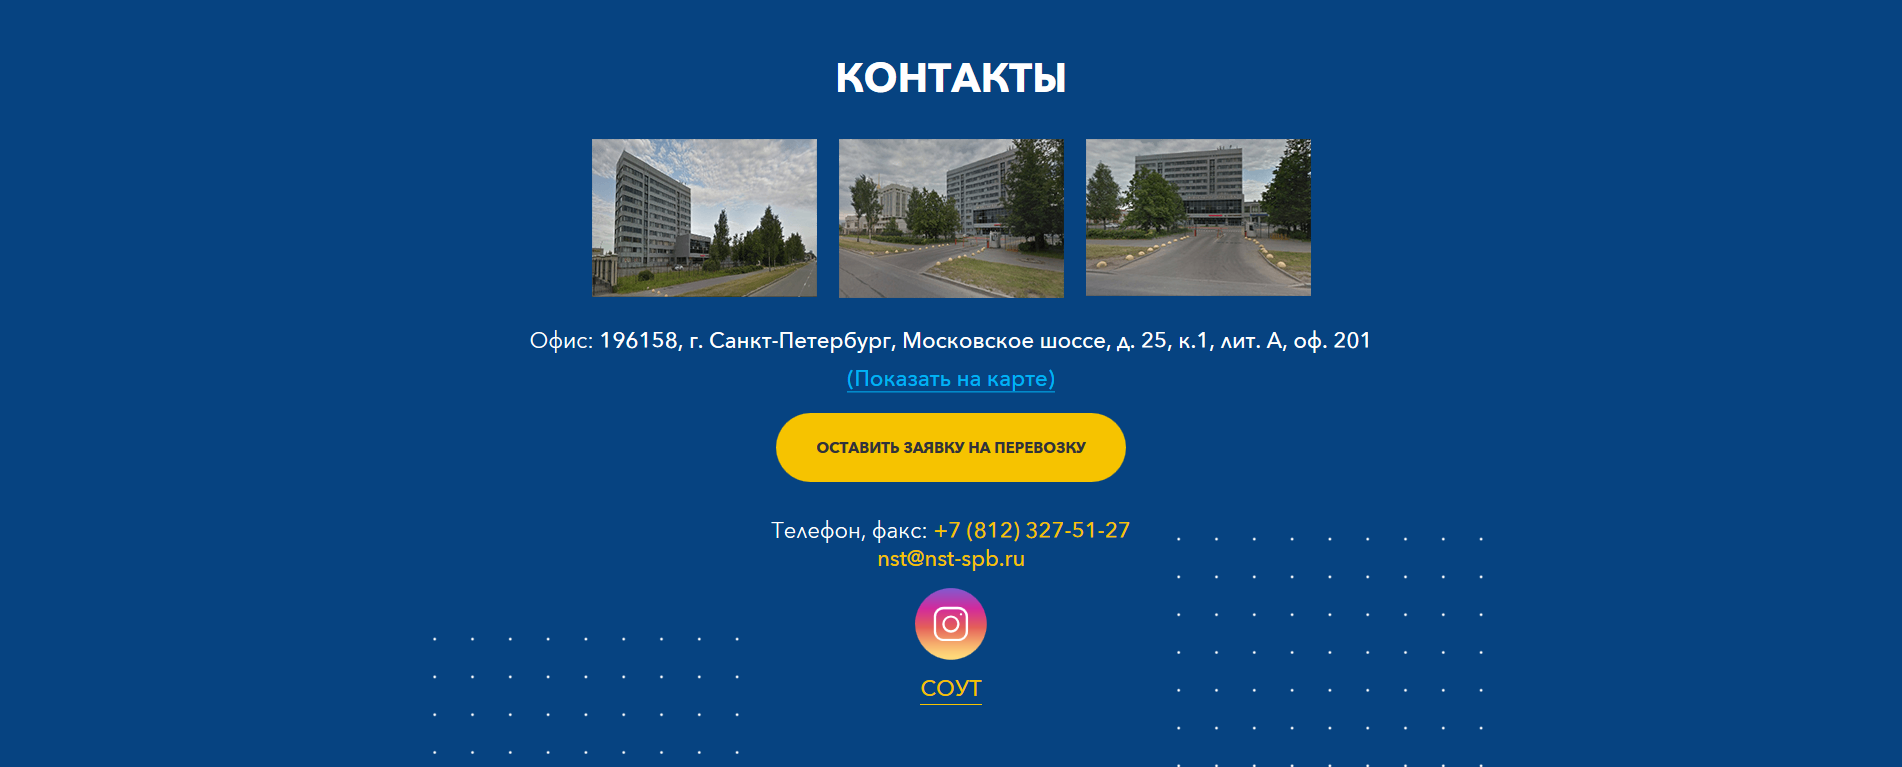 КОНТАКТЫ
Офис: 196158, г. Санкт-Петербург, Московское шоссе, д. 25, к.1, лит. А, оф. 201
(Показать на карте)
ОСТАВИТЬ ЗАЯВКУ НА ПЕРЕВОЗКУ
Телефон, факс: +7 (812) 327-51-27
nst@nst-spb.ru
СОУТ